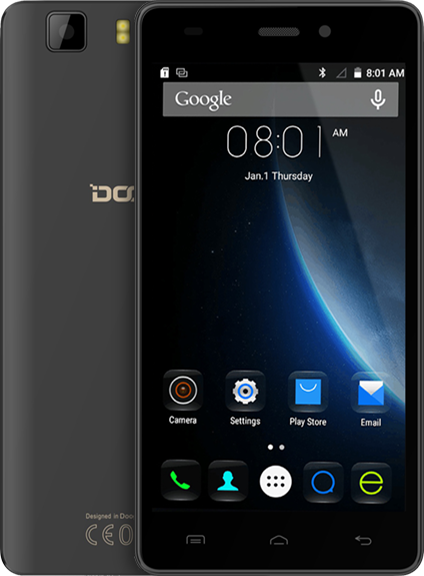 8:01 AM
Google
08:01 AM
Jan.1 Thursday
DOO
Camera
Settings
Play Store
Email
Designed in Doo
CE0